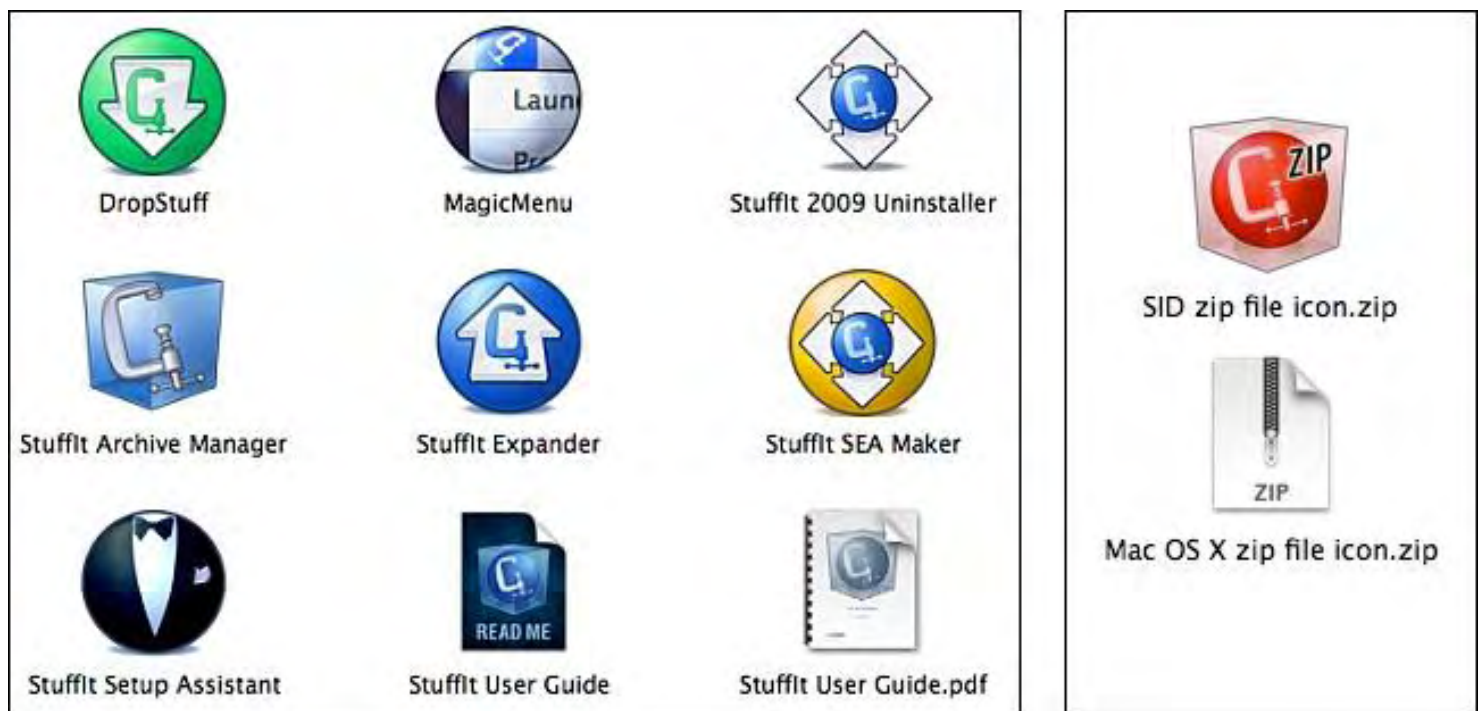 Laun
Pr
DropStuff
MagicMenu
StuffIt 2009 Uninstaller
StuffIt Archive Manager
StuffIt Expander
StuffIt SEA Maker
READ ME
StuffIt Setup Assistant
StuffIt User Guide
StuffIt User Guide.pdf
ZIP
SID zip file icon.zip
ZIP
Mac OS X zip file icon.zip